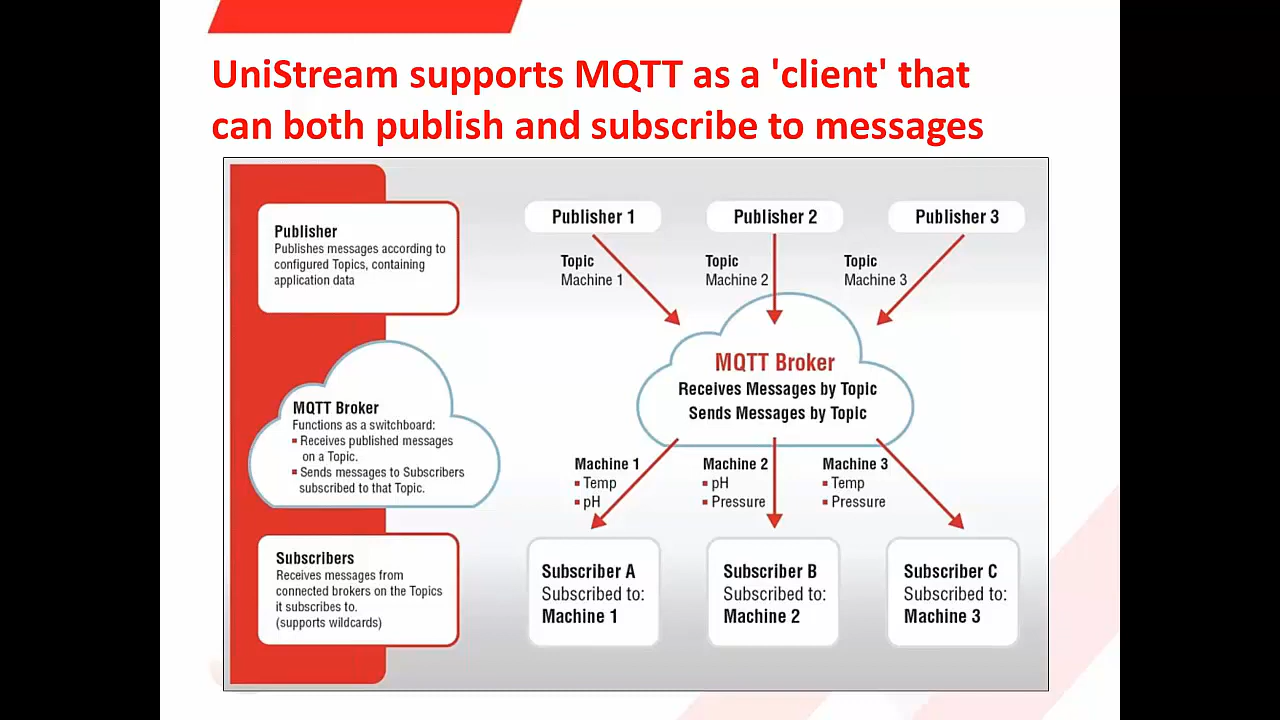 UniStream supports MQTT as a 'client' that
can both publish and subscribe to messages
Publisher
Publishes messages according to
configured Topics, containing
application data
MQTT Broker
Functions as a switchboard:
▪ Receives published messages
on a Topic.
▪ Sends messages to Subscribers
subscribed to that Topic.
Subscribers
Receives messages from
connected brokers on the Topics
it subscribes to.
(supports wildcards)
Publisher 1
Publisher 2
Publisher 3
Topic
Machine 1
Topic
Machine 2
Topic
Machine 3
MQTT Broker
Receives Messages by Topic
Sends Messages by Topic
Machine 1
▪ Temp
▪ pH
Machine 2
▪ pH
▪ Pressure
Machine 3
▪ Temp
▪ Pressure
Subscriber A
Subscribed to:
Machine 1
Subscriber B
Subscribed to:
Machine 2
Subscriber C
Subscribed to:
Machine 3